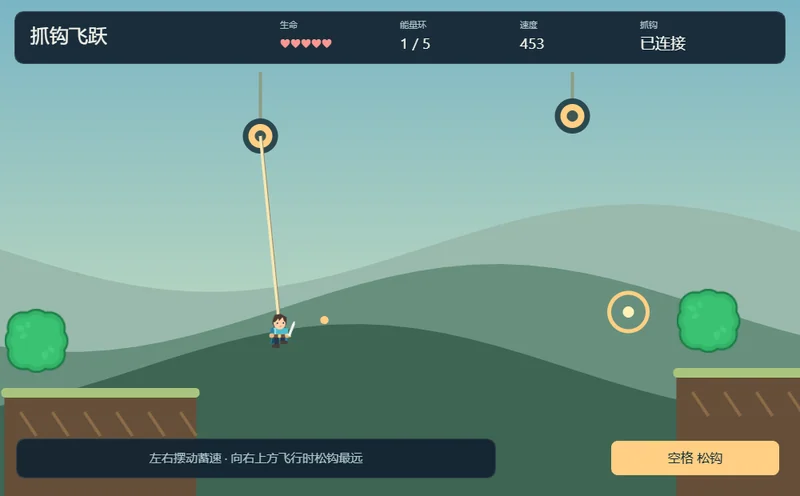 抓钩飞跃
生命
♥♥♥♥♥
能量环
1 / 5
速度
453
抓钩
已连接
左右摆动蓄速 · 向右上方飞行时松钩最远
空格 松钩